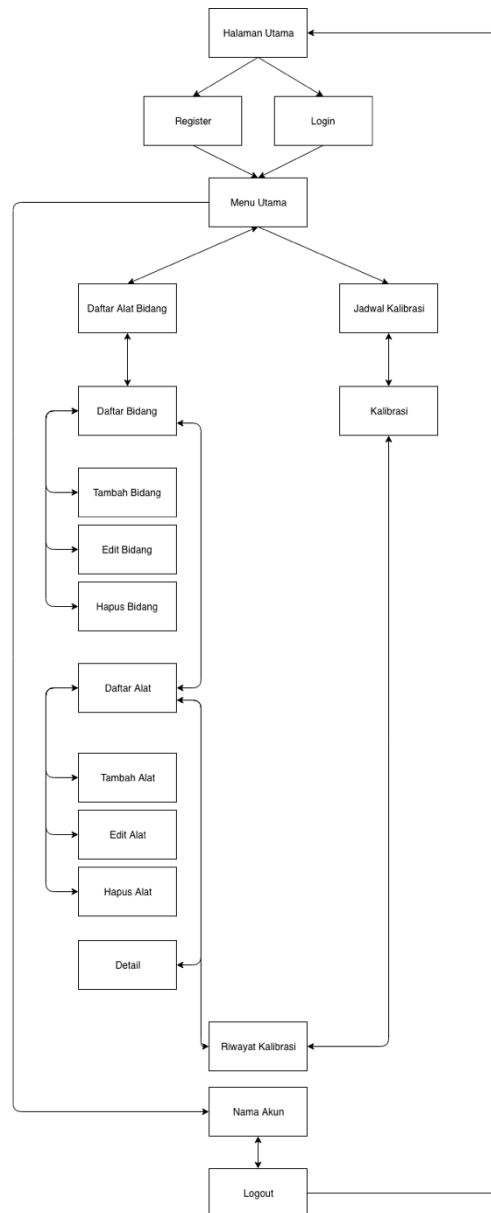 Halaman Utama
Register
Login
Menu Utama
Daftar Alat Bidang
Jadwal Kalibrasi
Daftar Bidang
Kalibrasi
Tambah Bidang
Edit Bidang
Hapus Bidang
Daftar Alat
Tambah Alat
Edit Alat
Hapus Alat
Detail
Riwayat Kalibrasi
Nama Akun
Logout